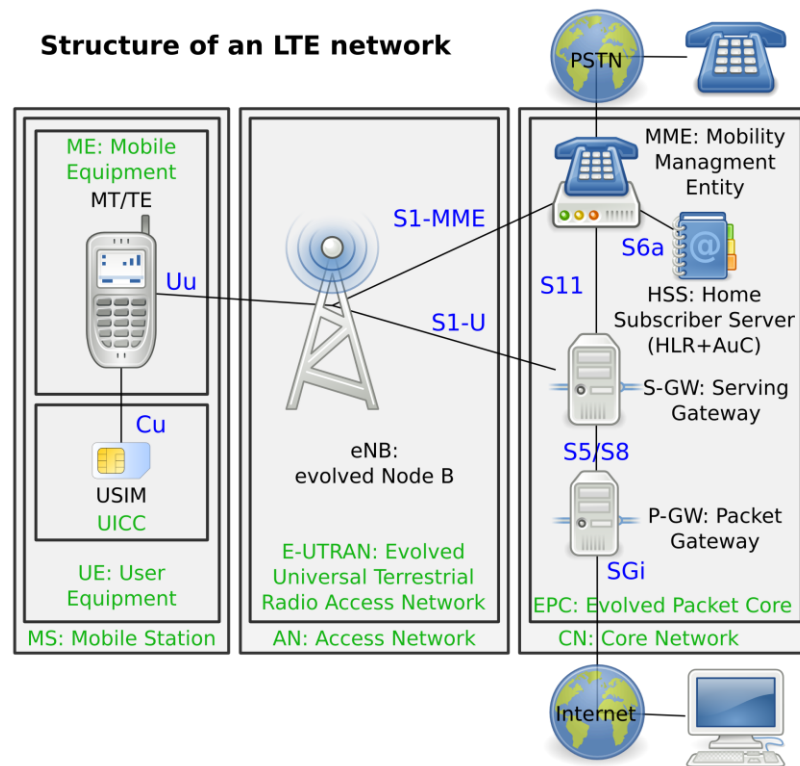 Structure of an LTE network
PSTN
ME: Mobile
Equipment
MT/TE
Uu
Cu
USIM
UICC
UE: User
Equipment
MS: Mobile Station
S1-MME
S1-U
eNB:
evolved Node B
E-UTRAN: Evolved
Universal Terrestrial
Radio Access Network
AN: Access Network
MME: Mobility
Managment
Entity
S6a
@
S11
HSS: Home
Subscriber Server
(HLR+AuC)
S-GW: Serving
Gateway
S5/S8
P-GW: Packet
Gateway
SGi
EPC: Evolved Packet Core
CN: Core Network
Internet